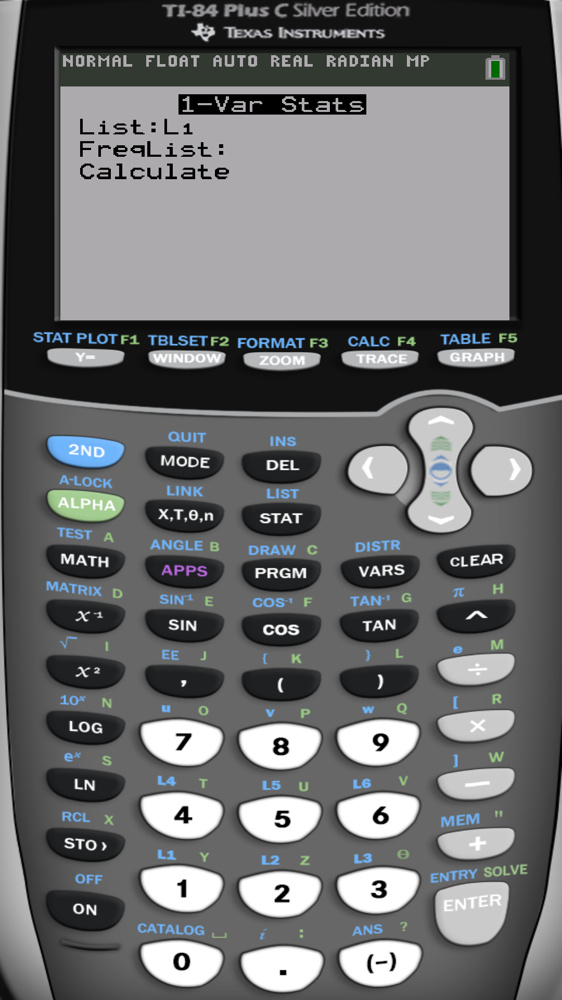 TI-84 Plus C Silver Edition
TEXAS INSTRUMENTS
NORMAL FLOAT AUTO REAL RADIAN MP
1-Var Stats
List:L1
FreqList:
Calculate
STAT PLOT F1 TBLSET F2 FORMAT F3 CALC F4 TABLE F5
Y= WINDOW ZOOM TRACE GRAPH
QUIT INS
2ND MODE DEL
A-LOCK LINK LIST
ALPHA X,T,θ,n STAT
TEST A ANGLE B DRAW C DISTR
MATH APPS PRGM VARS CLEAR
MATRIX D SIN⁻¹ E COS⁻¹ F TAN⁻¹ G π H
x⁻¹ SIN COS TAN ^
√ I EE J { K } L e M
x² , ( ) ÷
10ˣ N u O v P w Q [ R
LOG 7 8 9 ×
eˣ S L4 T L5 U L6 V ] W
LN 4 5 6 —
RCL X L1 Y L2 Z L3 θ MEM "
STO › 1 2 3 +
OFF CATALOG ⎵ i : ANS ? ENTRY SOLVE
ON 0 . (-) ENTER